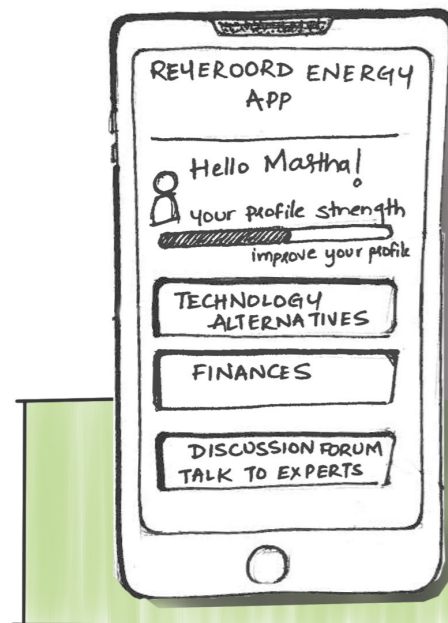 REYEROORD ENERGY
APP
Hello Martha!
your profile strength
improve your profile
TECHNOLOGY
ALTERNATIVES
FINANCES
DISCUSSION FORUM
TALK TO EXPERTS